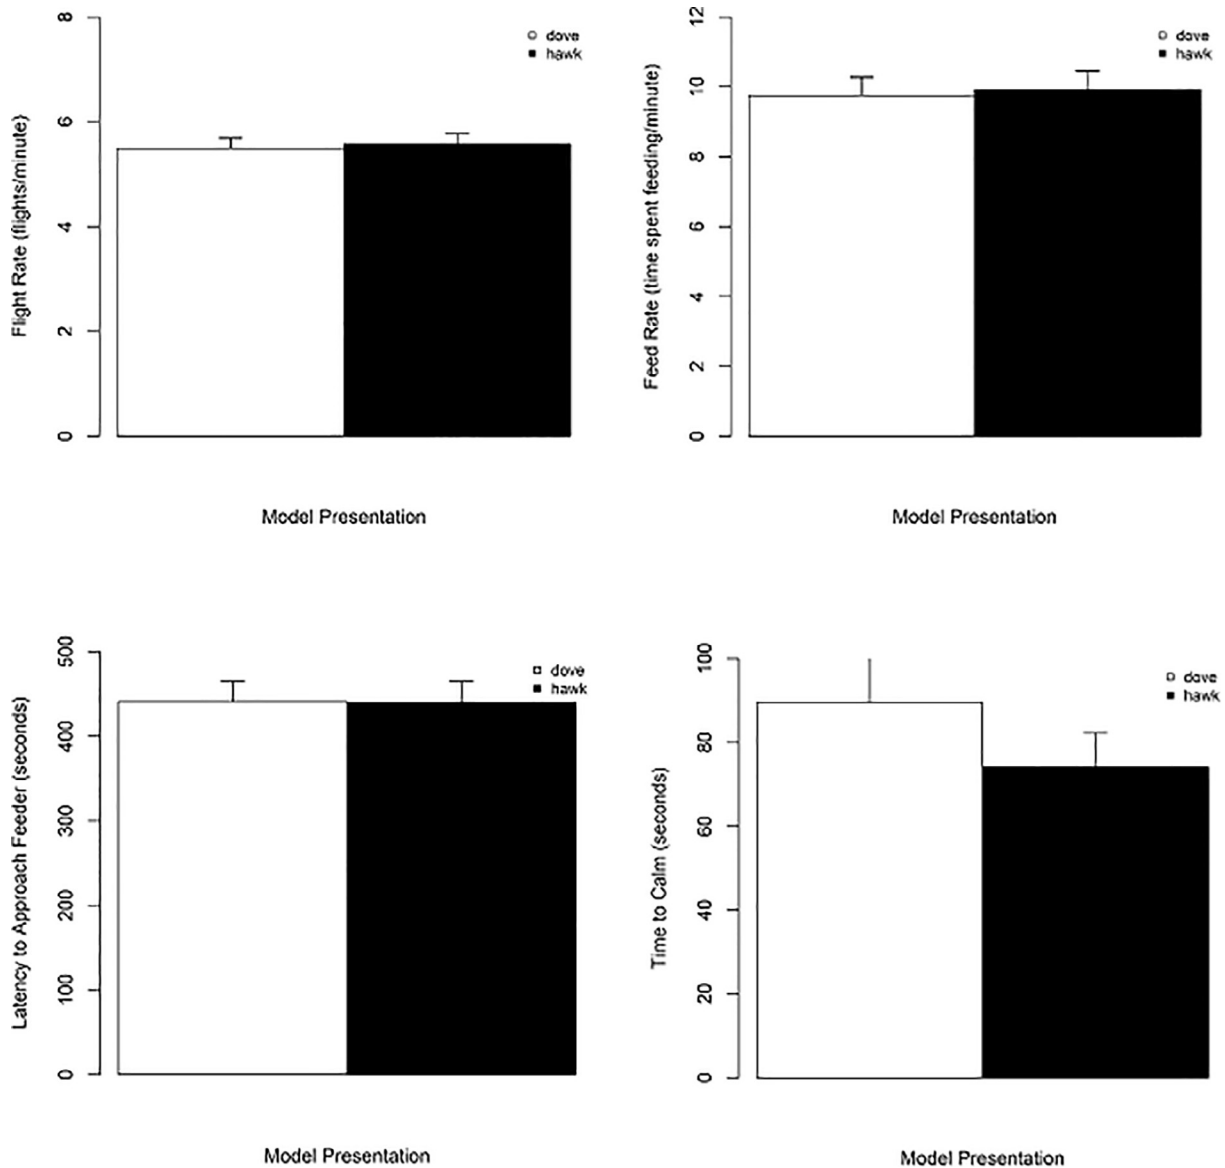 8
6
4
2
0
Flight Rate (flights/minute)
dove
hawk
Model Presentation
12
10
8
6
4
2
0
Feed Rate (time spent feeding/minute)
dove
hawk
Model Presentation
500
400
300
200
100
0
Latency to Approach Feeder (seconds)
dove
hawk
Model Presentation
100
80
60
40
20
0
Time to Calm (seconds)
dove
hawk
Model Presentation